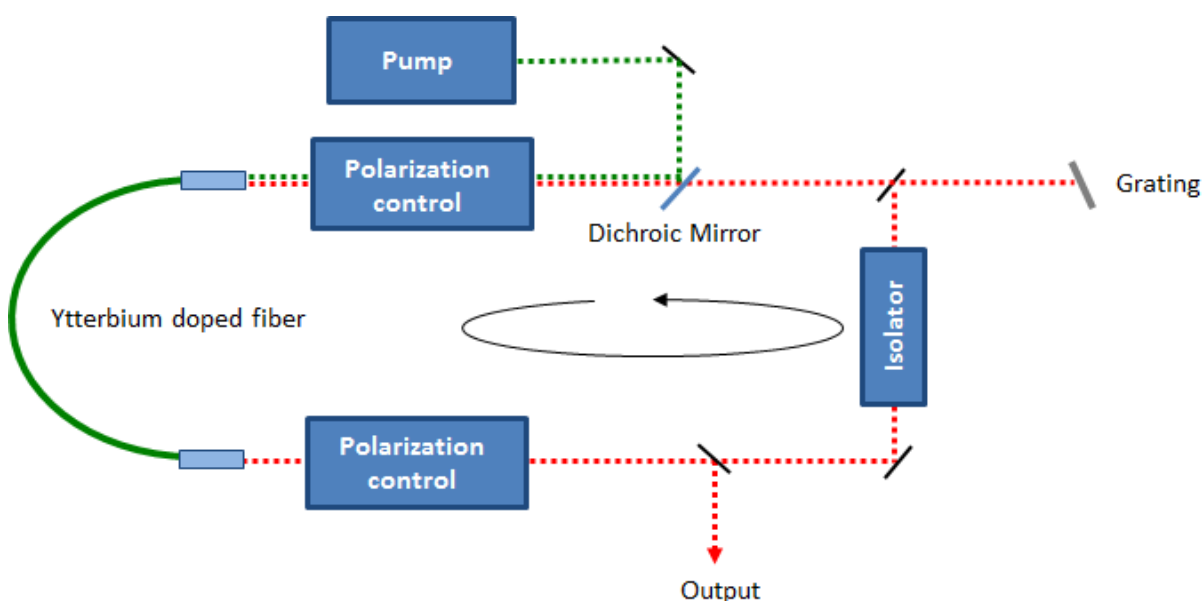 Pump
Polarization
control
Grating
Dichroic Mirror
Ytterbium doped fiber
Isolator
Polarization
control
Output